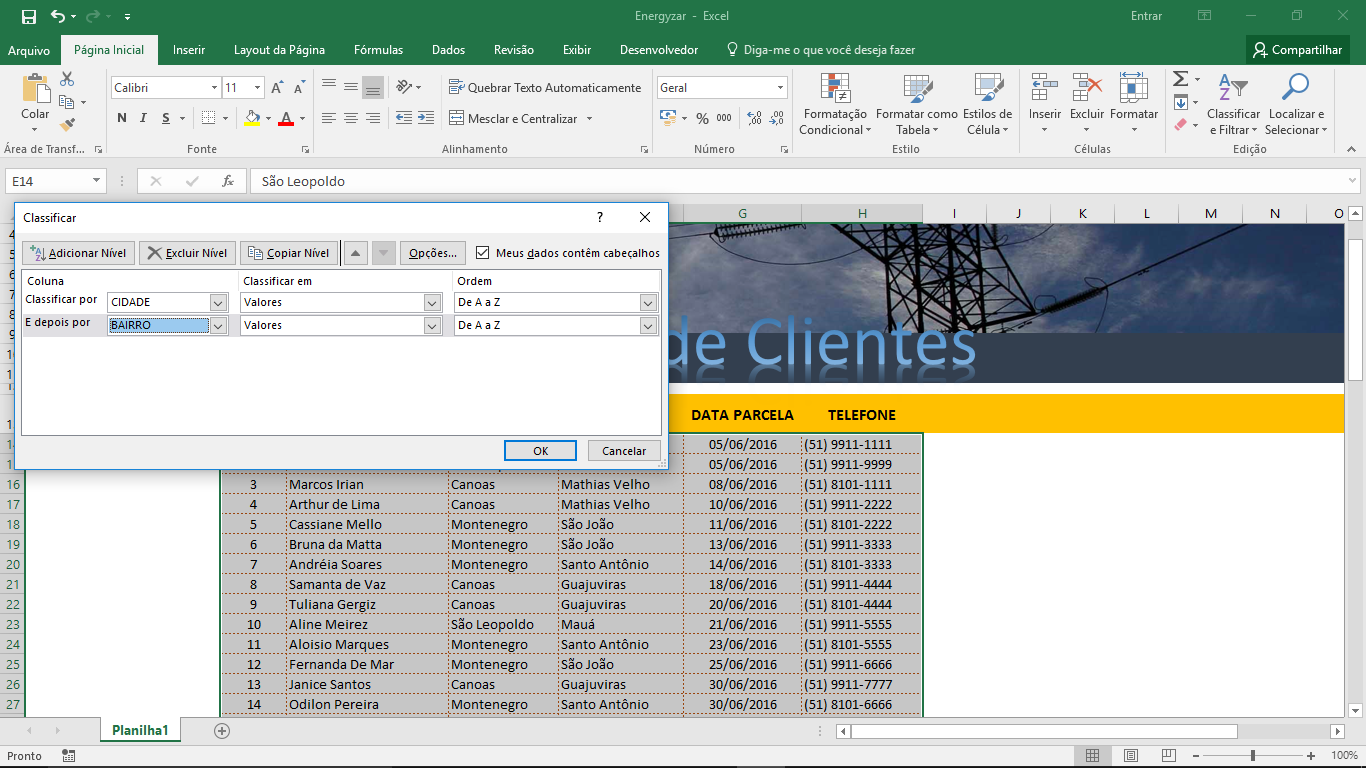 Energyzar - Excel
Entrar
Arquivo Página Inicial Inserir Layout da Página Fórmulas Dados Revisão Exibir Desenvolvedor Diga-me o que você deseja fazer Compartilhar
Colar
Área de Transf...
Calibri 11
N I S
A A A
Fonte
Quebrar Texto Automaticamente
Mesclar e Centralizar
Alinhamento
Geral
% 000
Número
Formatação Condicional
Formatar como Tabela
Estilos de Célula
Estilo
Inserir Excluir Formatar
Células
Classificar e Filtrar
Localizar e Selecionar
Edição
E14 fx São Leopoldo
Classificar ?
Adicionar Nível Excluir Nível Copiar Nível Opções... Meus dados contêm cabeçalhos
Coluna Classificar em Ordem
Classificar por CIDADE Valores De A a Z
E depois por BAIRRO Valores De A a Z
OK Cancelar
G H I J K L M N O
de Clientes
DATA PARCELA TELEFONE
05/06/2016 (51) 9911-1111
05/06/2016 (51) 9911-9999
16 3 Marcos Irian Canoas Mathias Velho 08/06/2016 (51) 8101-1111
17 4 Arthur de Lima Canoas Mathias Velho 10/06/2016 (51) 9911-2222
18 5 Cassiane Mello Montenegro São João 11/06/2016 (51) 8101-2222
19 6 Bruna da Matta Montenegro São João 13/06/2016 (51) 9911-3333
20 7 Andréia Soares Montenegro Santo Antônio 14/06/2016 (51) 8101-3333
21 8 Samanta de Vaz Canoas Guajuviras 18/06/2016 (51) 9911-4444
22 9 Tuliana Gergiz Canoas Guajuviras 20/06/2016 (51) 8101-4444
23 10 Aline Meirez São Leopoldo Mauá 21/06/2016 (51) 9911-5555
24 11 Aloisio Marques Montenegro Santo Antônio 23/06/2016 (51) 8101-5555
25 12 Fernanda De Mar Montenegro São João 25/06/2016 (51) 9911-6666
26 13 Janice Santos Canoas Guajuviras 30/06/2016 (51) 9911-7777
27 14 Odilon Pereira Montenegro Santo Antônio 30/06/2016 (51) 8101-6666
Planilha1
Pronto 100%